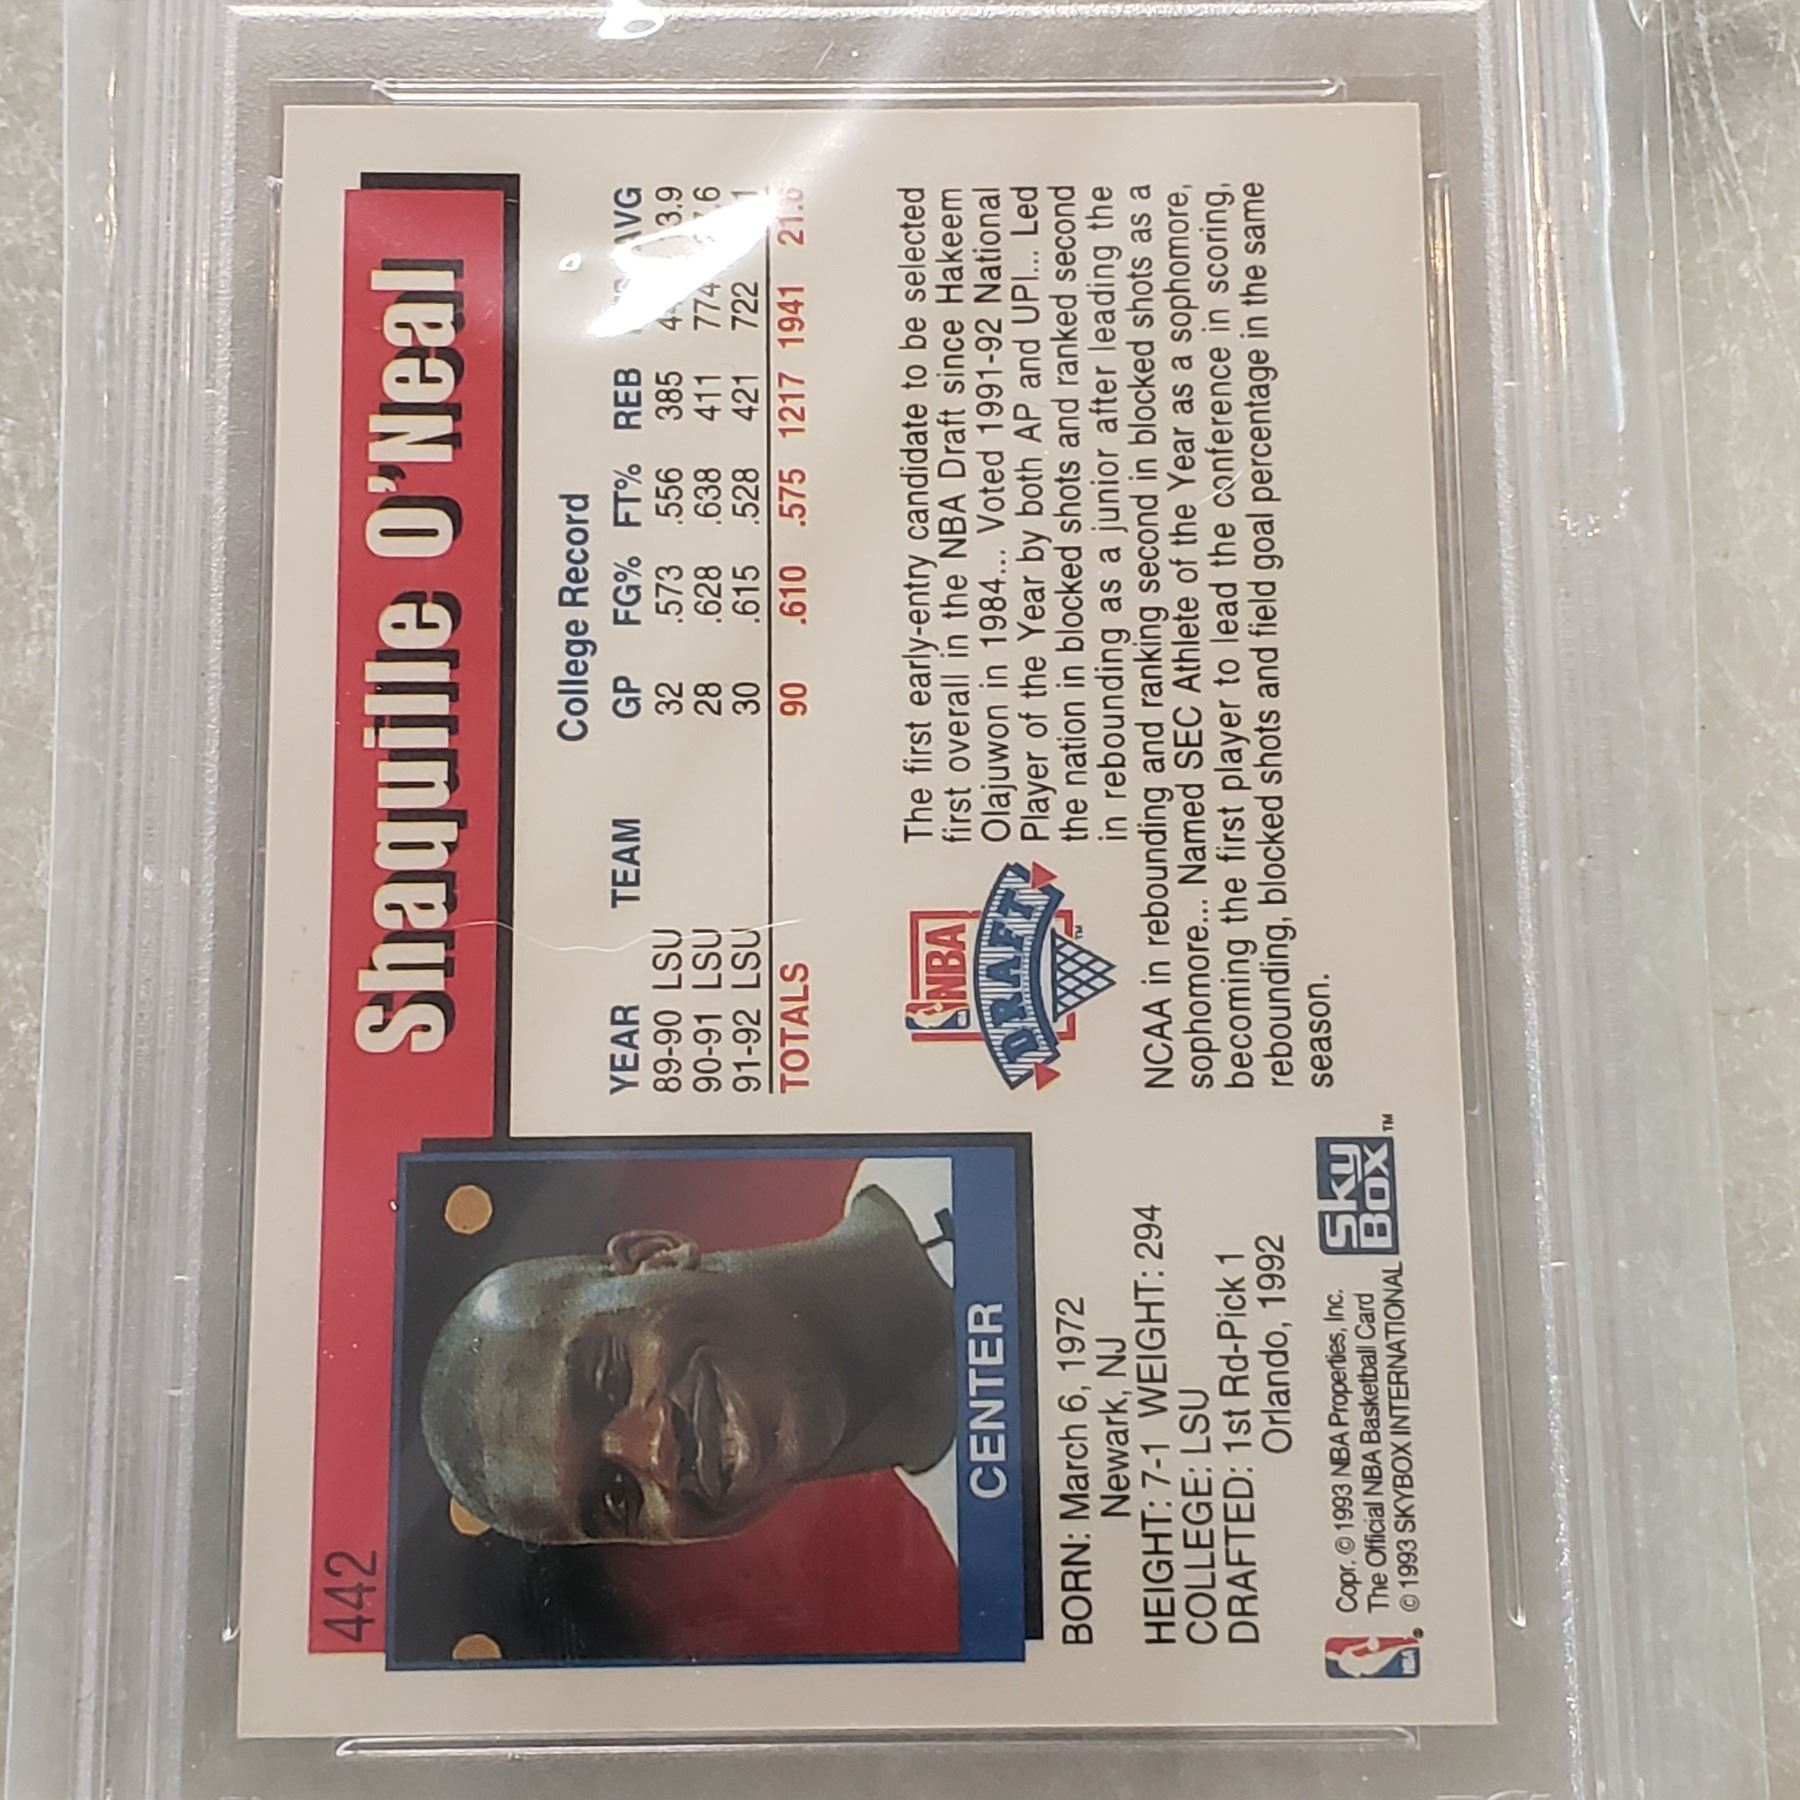 442
Shaquille O'Neal
CENTER
BORN: March 6, 1972
Newark, NJ
HEIGHT: 7-1 WEIGHT: 294
COLLEGE: LSU
DRAFTED: 1st Rd-Pick 1
Orlando, 1992
College Record
YEAR TEAM GP FG% FT% REB AVG
89-90 LSU 32 .573 .556 385
90-91 LSU 28 .628 .638 411 774
91-92 LSU 30 .615 .528 421 722
TOTALS 90 .610 .575 1217 1941 21.6
NBA
DRAFT
TM
The first early-entry candidate to be selected
first overall in the NBA Draft since Hakeem
Olajuwon in 1984... Voted 1991-92 National
Player of the Year by both AP and UPI... Led
the nation in blocked shots and ranked second
in rebounding as a junior after leading the
NCAA in rebounding and ranking second in blocked shots as a
sophomore... Named SEC Athlete of the Year as a sophomore,
becoming the first player to lead the conference in scoring,
rebounding, blocked shots and field goal percentage in the same
season.
NBA ®
Copr. © 1993 NBA Properties, Inc.
The Official NBA Basketball Card
© 1993 SKYBOX INTERNATIONAL
SKY
BOX
TM